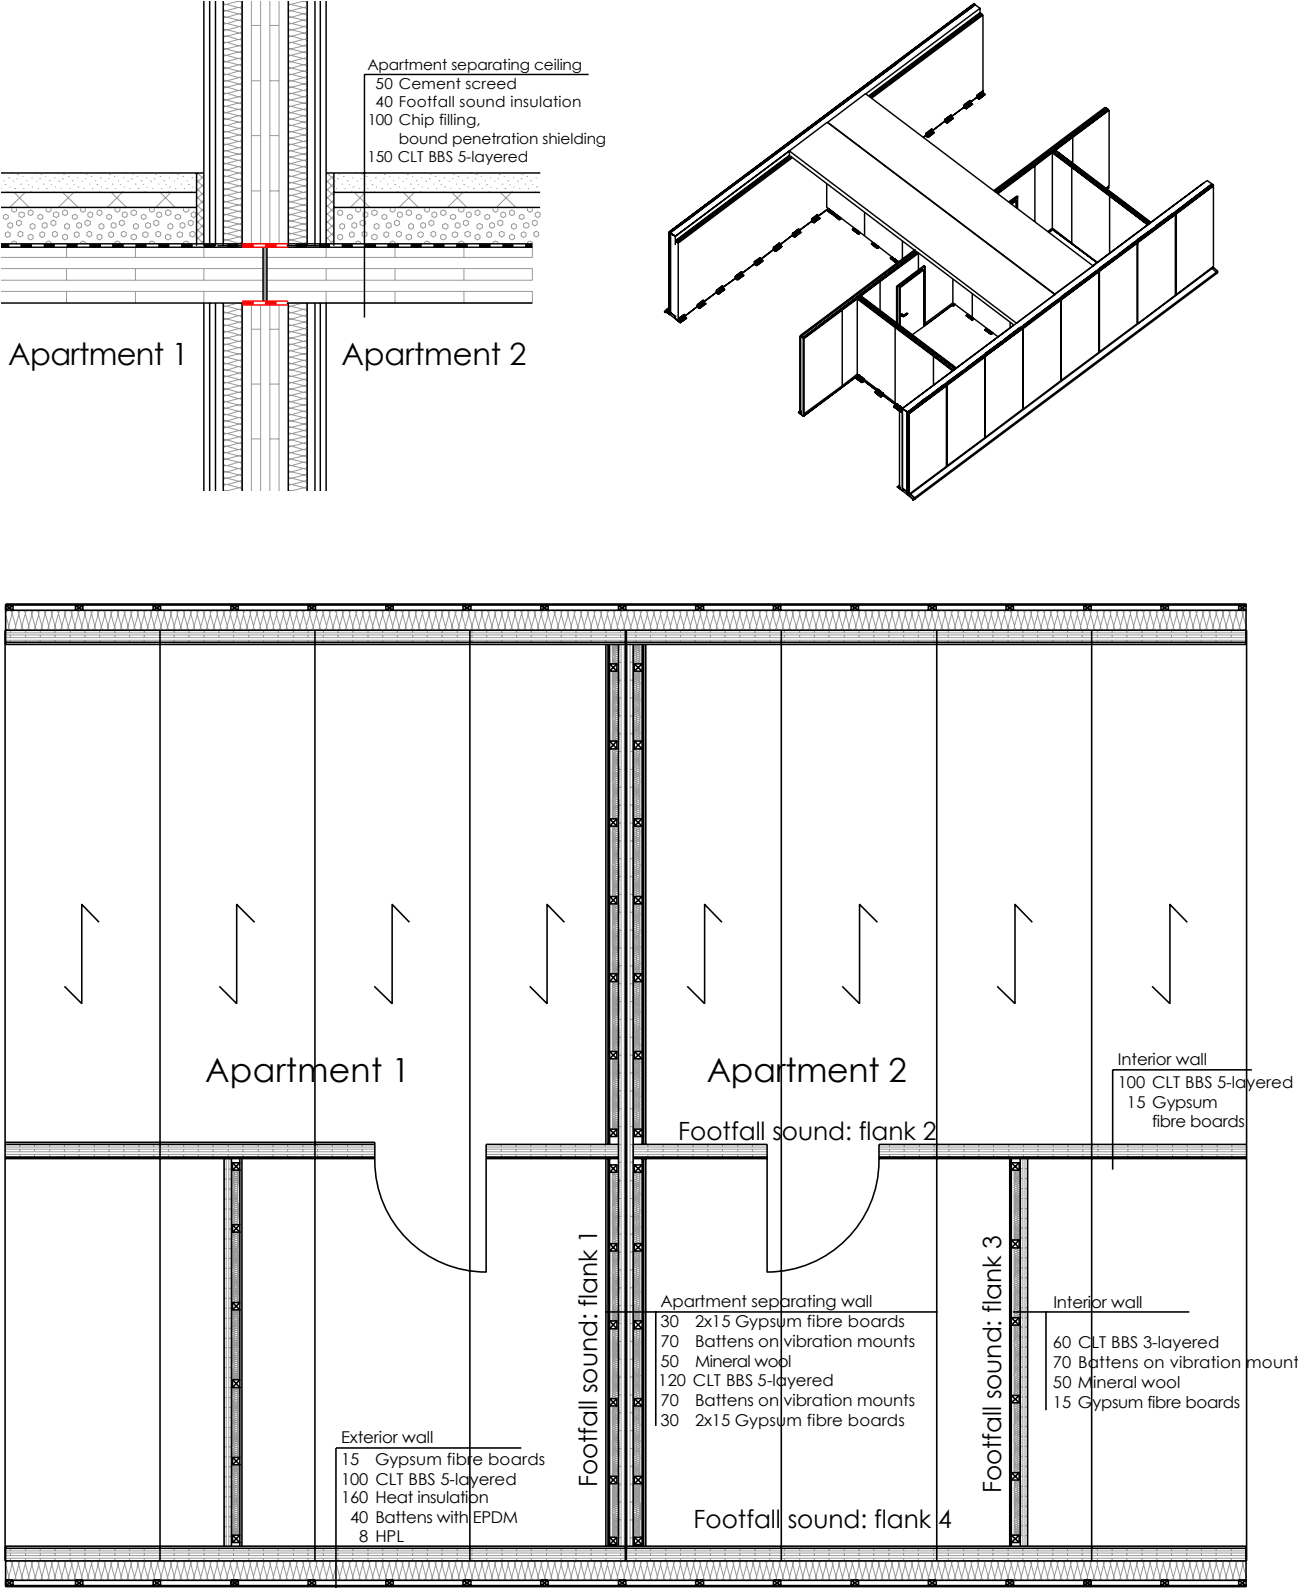 Apartment separating ceiling
50 Cement screed
40 Footfall sound insulation
100 Chip filling,
bound penetration shielding
150 CLT BBS 5-layered
Apartment 1
Apartment 2
Apartment 1
Apartment 2
Interior wall
100 CLT BBS 5-layered
15 Gypsum
fibre boards
Footfall sound: flank 2
Footfall sound: flank 1
Apartment separating wall
30 2x15 Gypsum fibre boards
70 Battens on vibration mounts
50 Mineral wool
120 CLT BBS 5-layered
70 Battens on vibration mounts
30 2x15 Gypsum fibre boards
Footfall sound: flank 3
Interior wall
60 CLT BBS 3-layered
70 Battens on vibration mount
50 Mineral wool
15 Gypsum fibre boards
Exterior wall
15 Gypsum fibre boards
100 CLT BBS 5-layered
160 Heat insulation
40 Battens with EPDM
8 HPL
Footfall sound: flank 4